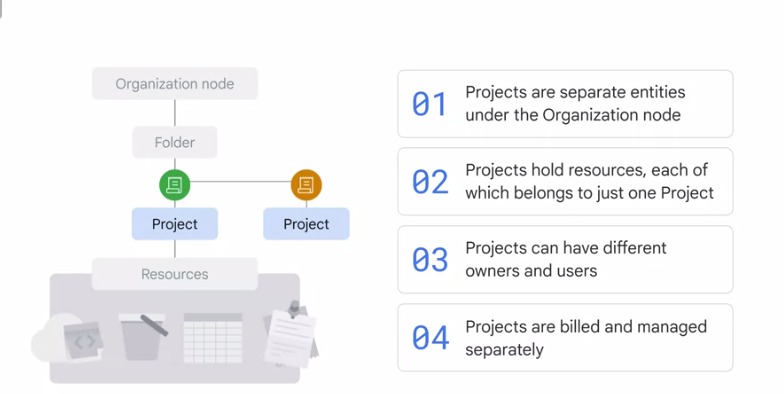 Organization node
Folder
Project
Project
Resources
01
Projects are separate entities
under the Organization node
02
Projects hold resources, each of
which belongs to just one Project
03
Projects can have different
owners and users
04
Projects are billed and managed
separately